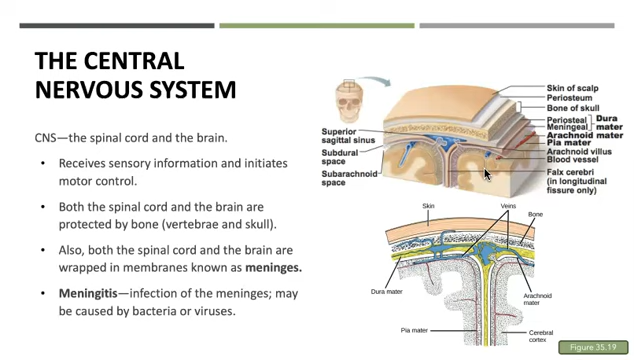 THE CENTRAL
NERVOUS SYSTEM
CNS—the spinal cord and the brain.
• Receives sensory information and initiates
motor control.
• Both the spinal cord and the brain are
protected by bone (vertebrae and skull).
• Also, both the spinal cord and the brain are
wrapped in membranes known as meninges.
• Meningitis—infection of the meninges; may
be caused by bacteria or viruses.
Superior
sagittal sinus
Subdural
space
Subarachnoid
space
Skin of scalp
Periosteum
Bone of skull
Periosteal
Meningeal
Dura
mater
Arachnoid mater
Pia mater
Arachnoid villus
Blood vessel
Falx cerebri
(in longitudinal
fissure only)
Skin
Veins
Bone
Dura mater
Arachnoid
mater
Pia mater
Cerebral
cortex
Figure 35.19